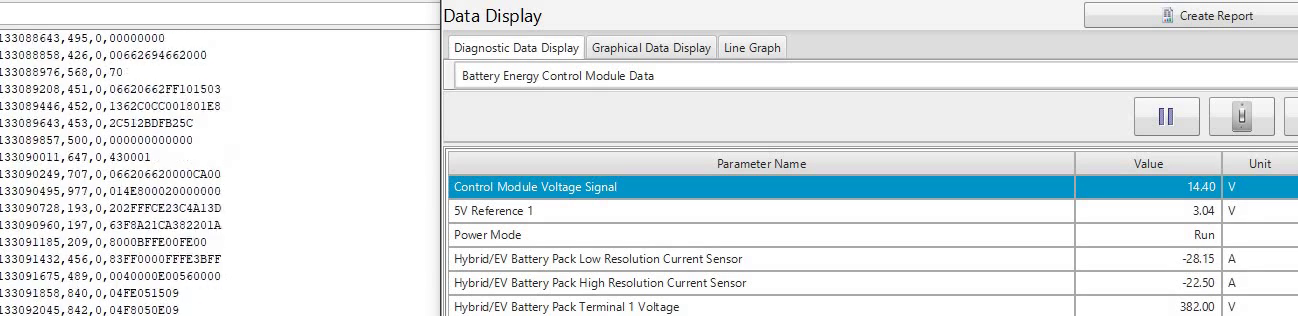 133088643,495,0,00000000
133088858,426,0,00662694662000
133088976,568,0,70
133089208,451,0,06620662FF101503
133089446,452,0,1362C0CC001801E8
133089643,453,0,2C512BDFB25C
133089857,500,0,000000000000
133090011,647,0,430001
133090249,707,0,066206620000CA00
133090495,977,0,014E800020000000
133090728,193,0,202FFFCE23C4A13D
133090960,197,0,63F8A21CA382201A
133091185,209,0,8000BFFE00FE00
133091432,456,0,83FF0000FFFE3BFF
133091675,489,0,0040000E00560000
133091858,840,0,04FE051509
133092045,842,0,04F8050E09
Data Display
Create Report
Diagnostic Data Display Graphical Data Display Line Graph
Battery Energy Control Module Data
Parameter Name Value Unit
Control Module Voltage Signal 14.40 V
5V Reference 1 3.04 V
Power Mode Run
Hybrid/EV Battery Pack Low Resolution Current Sensor -28.15 A
Hybrid/EV Battery Pack High Resolution Current Sensor -22.50 A
Hybrid/EV Battery Pack Terminal 1 Voltage 382.00 V